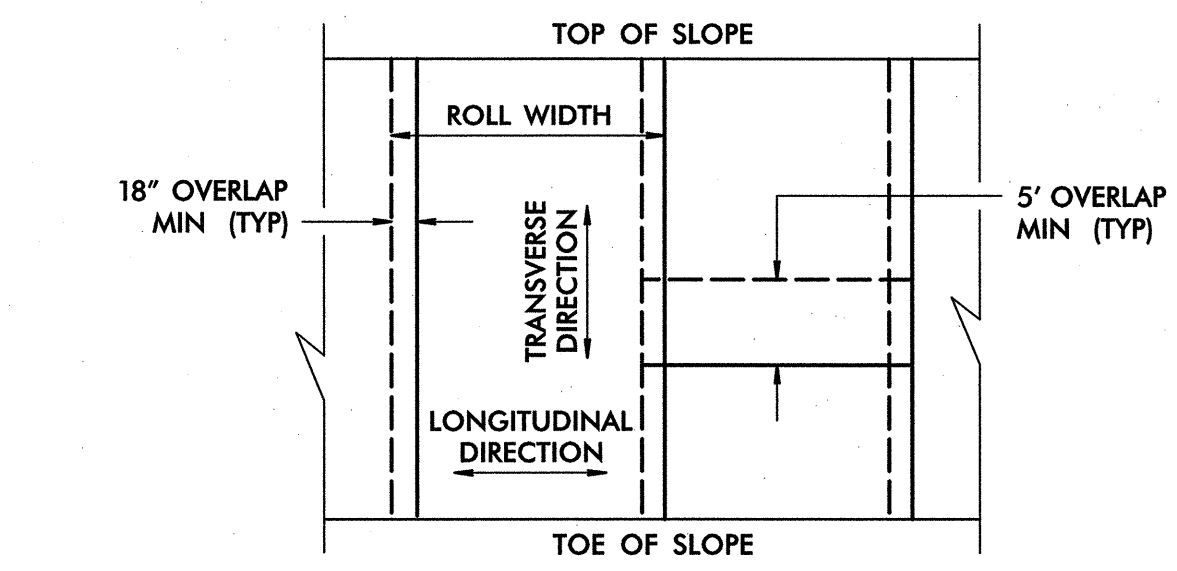 TOP OF SLOPE
ROLL WIDTH
18" OVERLAP
MIN (TYP)
5' OVERLAP
MIN (TYP)
TRANSVERSE
DIRECTION
LONGITUDINAL
DIRECTION
TOE OF SLOPE